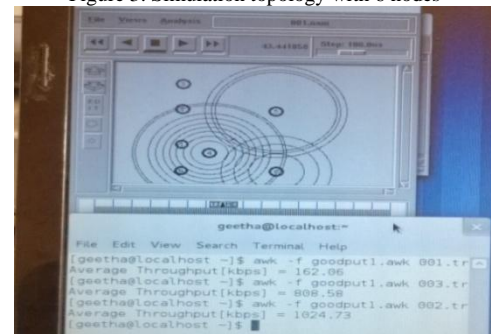 Figure 3. Simulation topology with 6 nodes
File Views Analysis 001.nam
Step: 100.0ms
geetha@localhost:~
File Edit View Search Terminal Help
[geetha@localhost ~]$ awk -f goodput1.awk 001.tr
Average Throughput[kbps] = 162.06
[geetha@localhost ~]$ awk -f goodput1.awk 003.tr
Average Throughput[kbps] = 808.58
[geetha@localhost ~]$ awk -f goodput1.awk 002.tr
Average Throughput[kbps] = 1024.73
[geetha@localhost ~]$